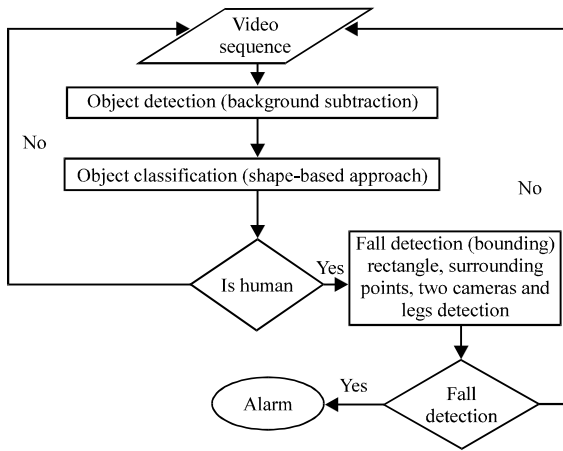 Video
sequence
Object detection (background subtraction)
No
Object classification (shape-based approach)
No
Is human
Yes
Fall detection (bounding)
rectangle, surrounding
points, two cameras and
legs detection
Alarm
Yes
Fall
detection